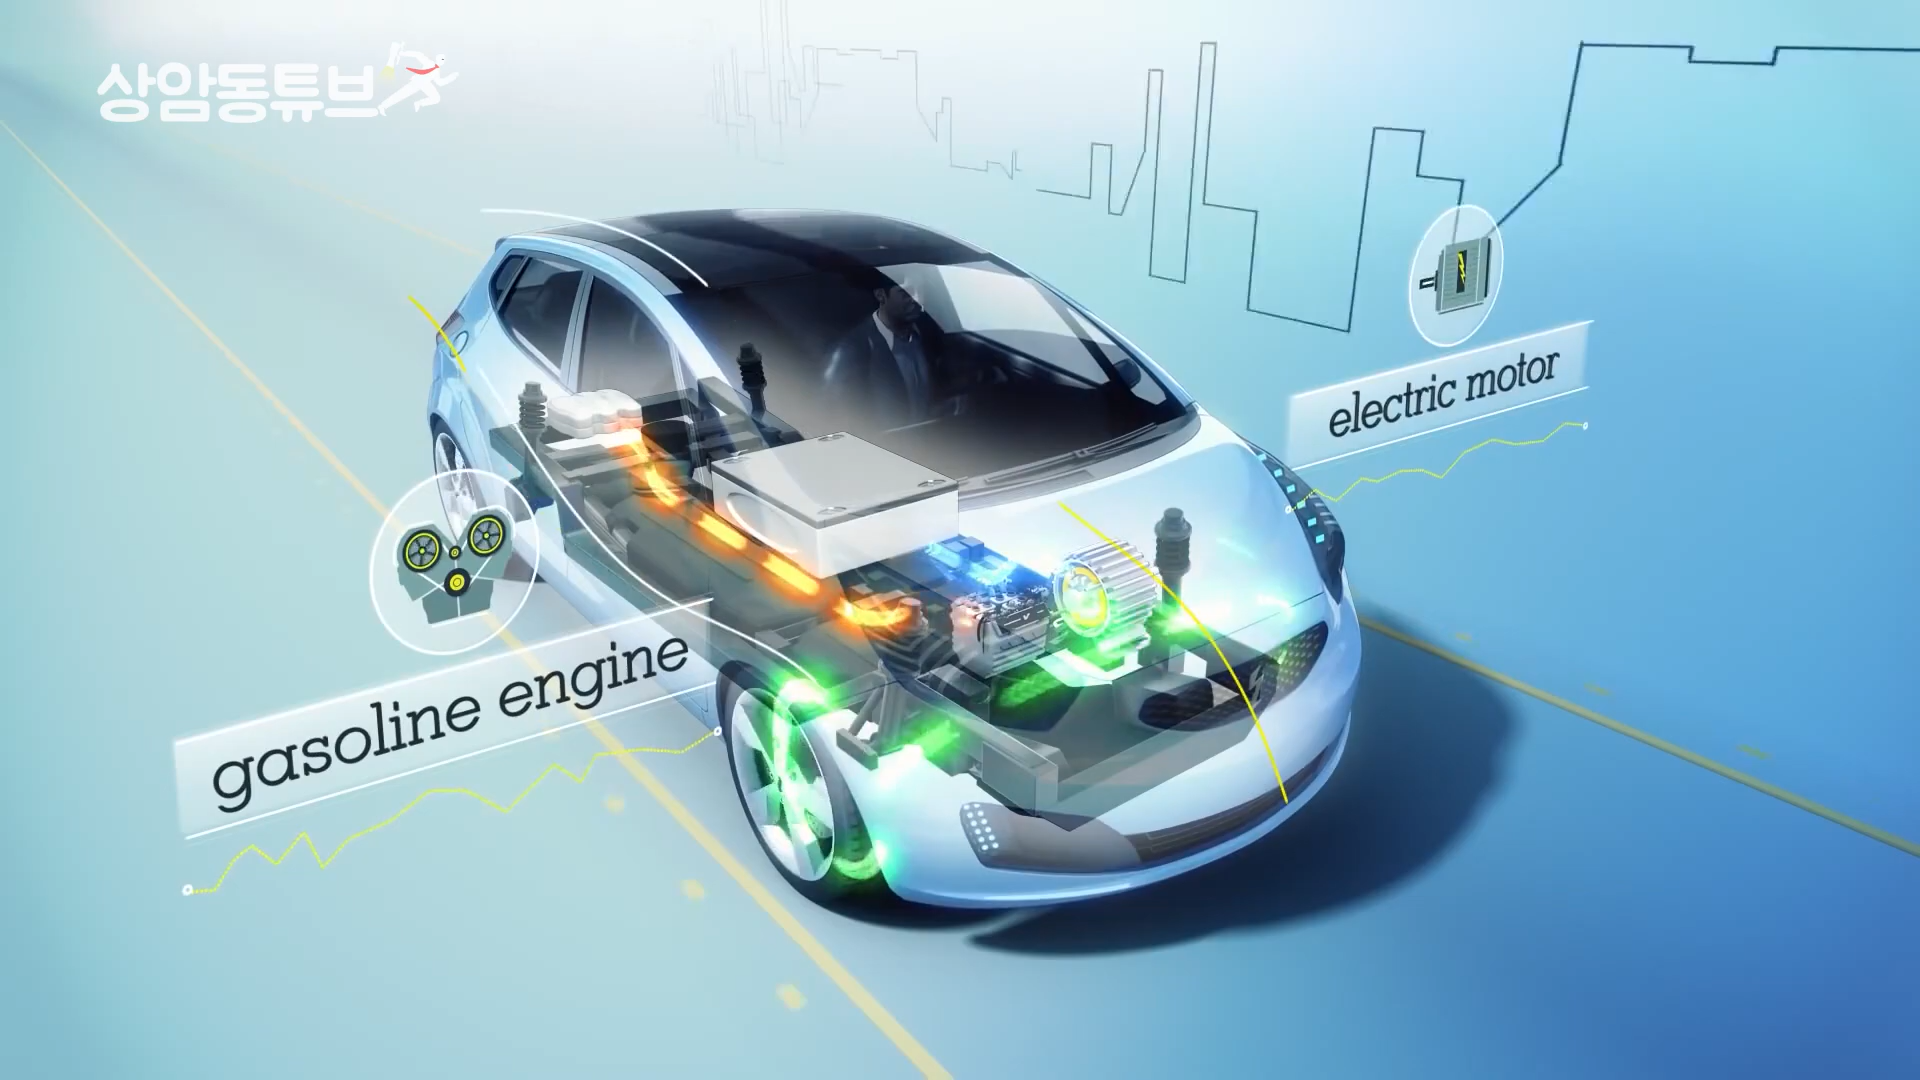 상암동튜브
electric motor
gasoline engine